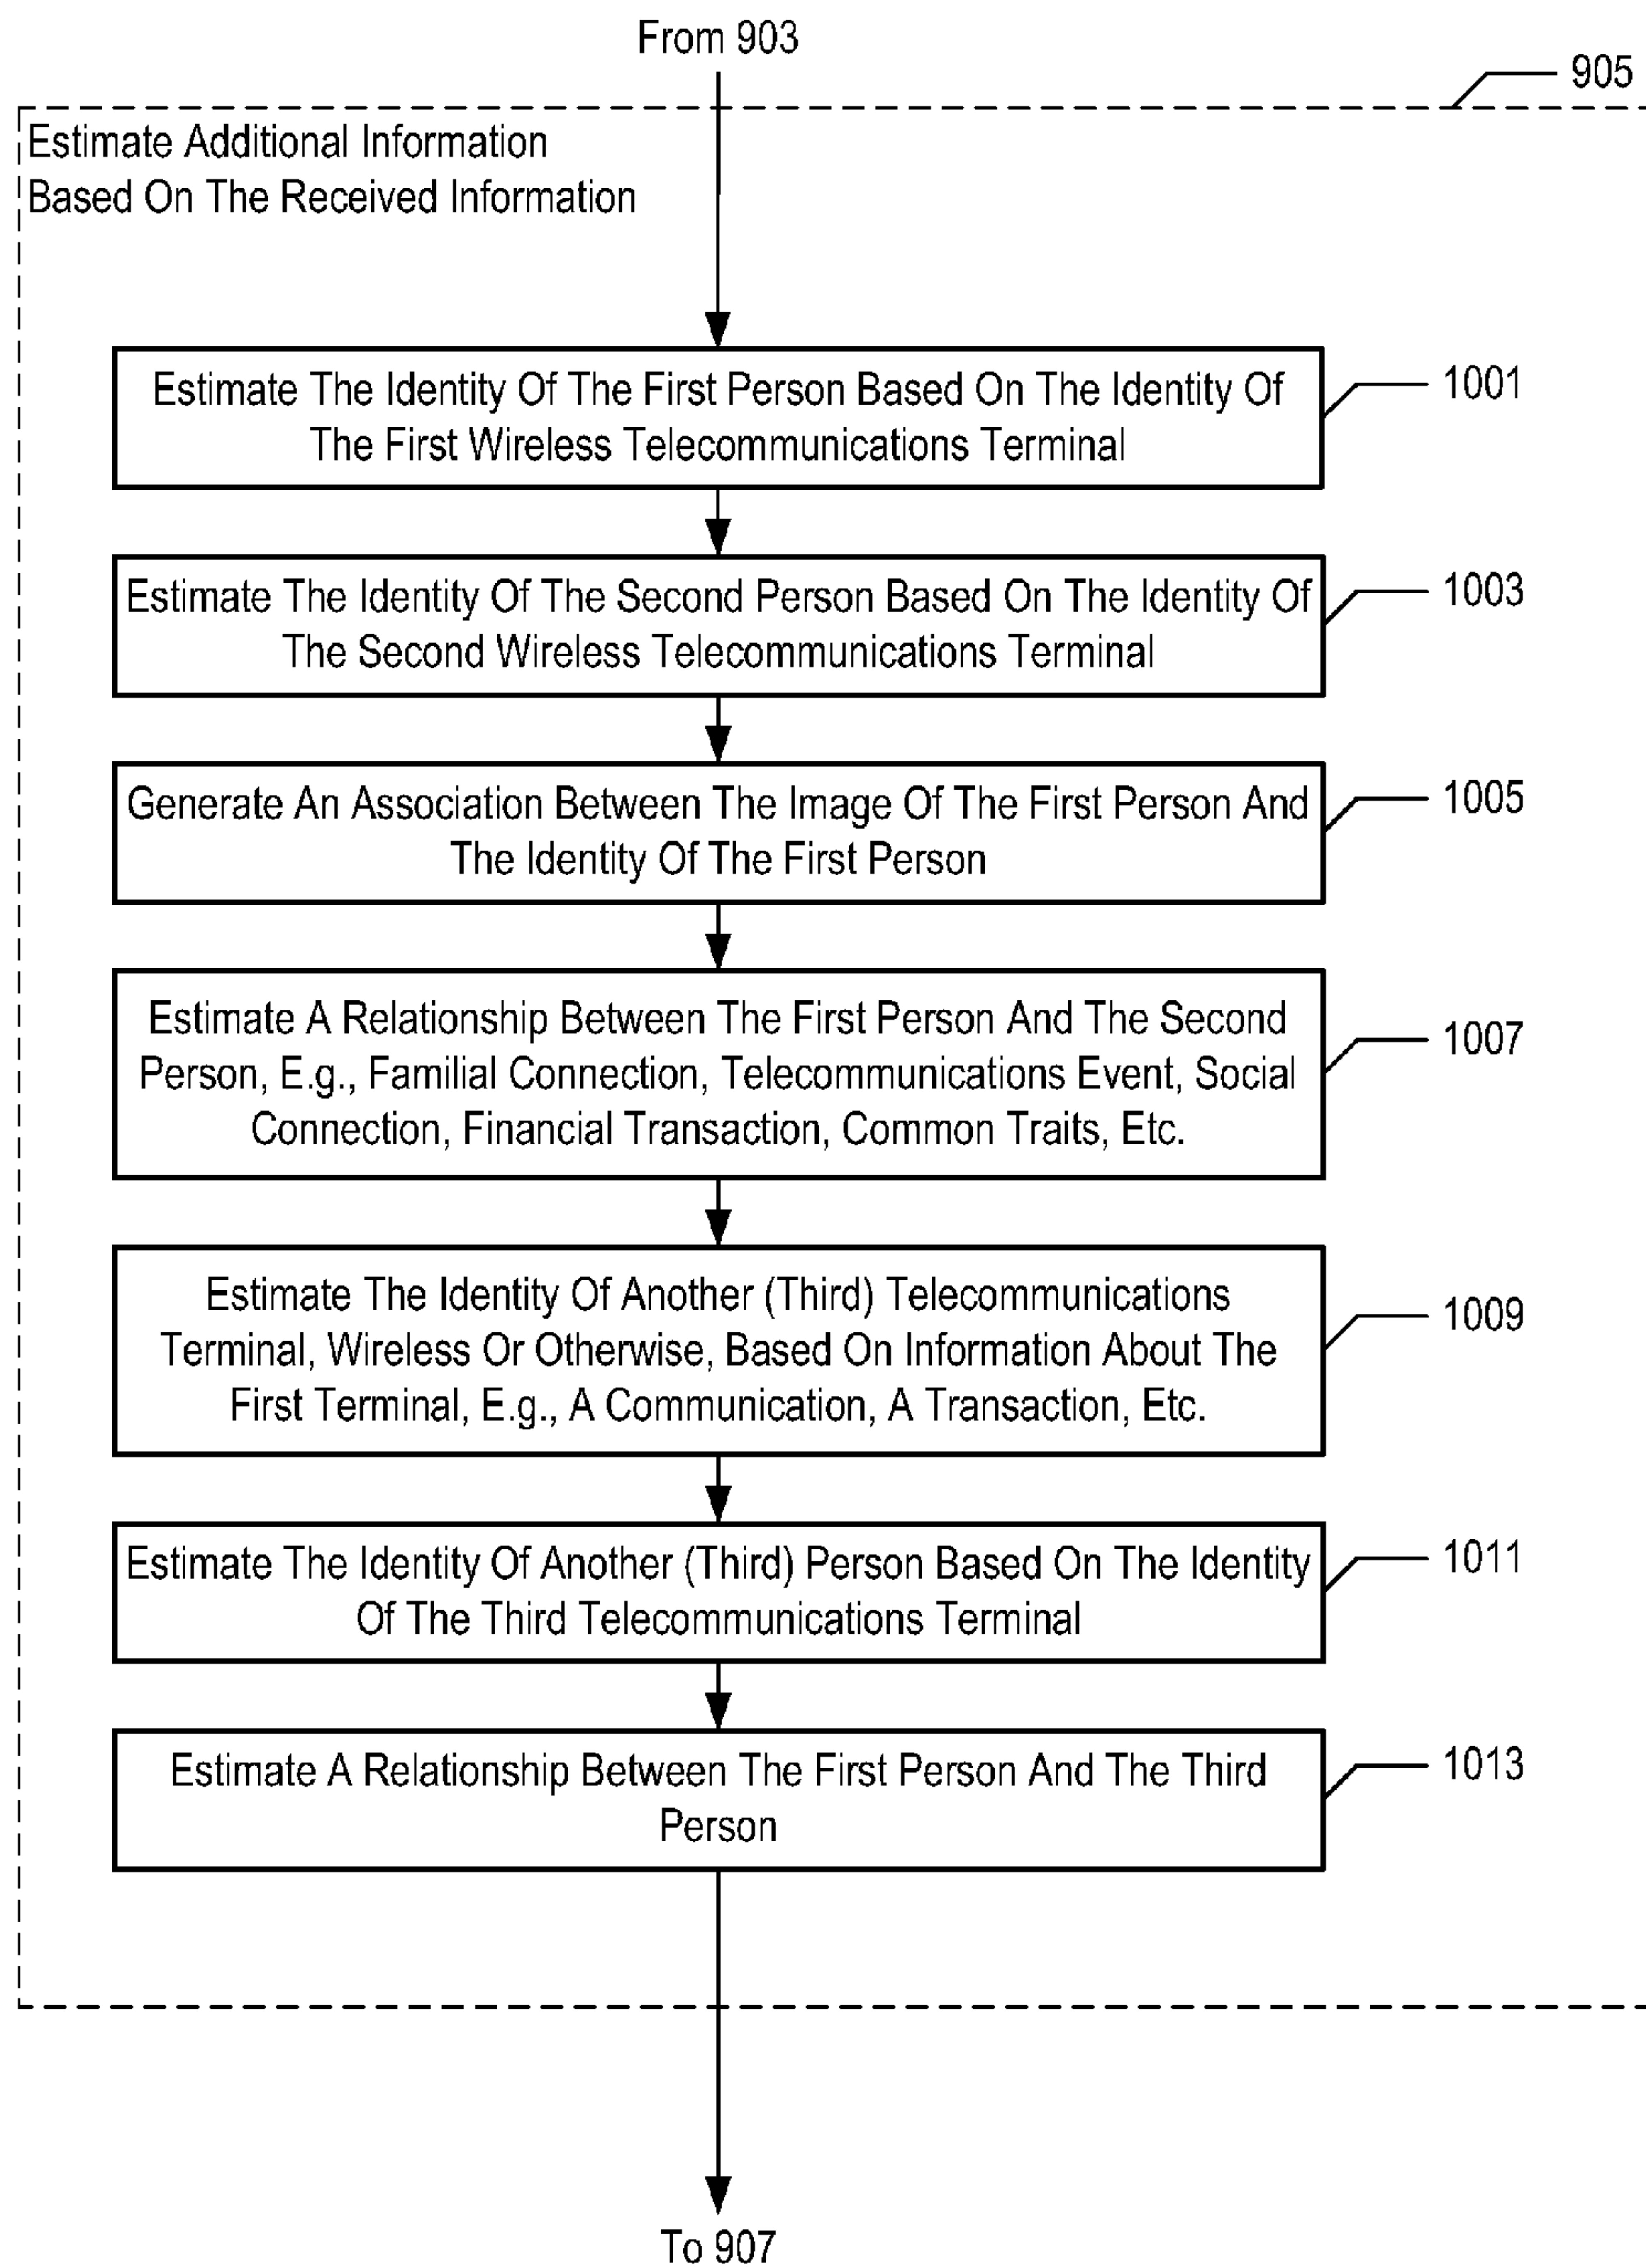 From 903
905
Estimate Additional Information
Based On The Received Information
Estimate The Identity Of The First Person Based On The Identity Of
The First Wireless Telecommunications Terminal
1001
Estimate The Identity Of The Second Person Based On The Identity Of
The Second Wireless Telecommunications Terminal
1003
Generate An Association Between The Image Of The First Person And
The Identity Of The First Person
1005
Estimate A Relationship Between The First Person And The Second
Person, E.g., Familial Connection, Telecommunications Event, Social
Connection, Financial Transaction, Common Traits, Etc.
1007
Estimate The Identity Of Another (Third) Telecommunications
Terminal, Wireless Or Otherwise, Based On Information About The
First Terminal, E.g., A Communication, A Transaction, Etc.
1009
Estimate The Identity Of Another (Third) Person Based On The Identity
Of The Third Telecommunications Terminal
1011
Estimate A Relationship Between The First Person And The Third
Person
1013
To 907